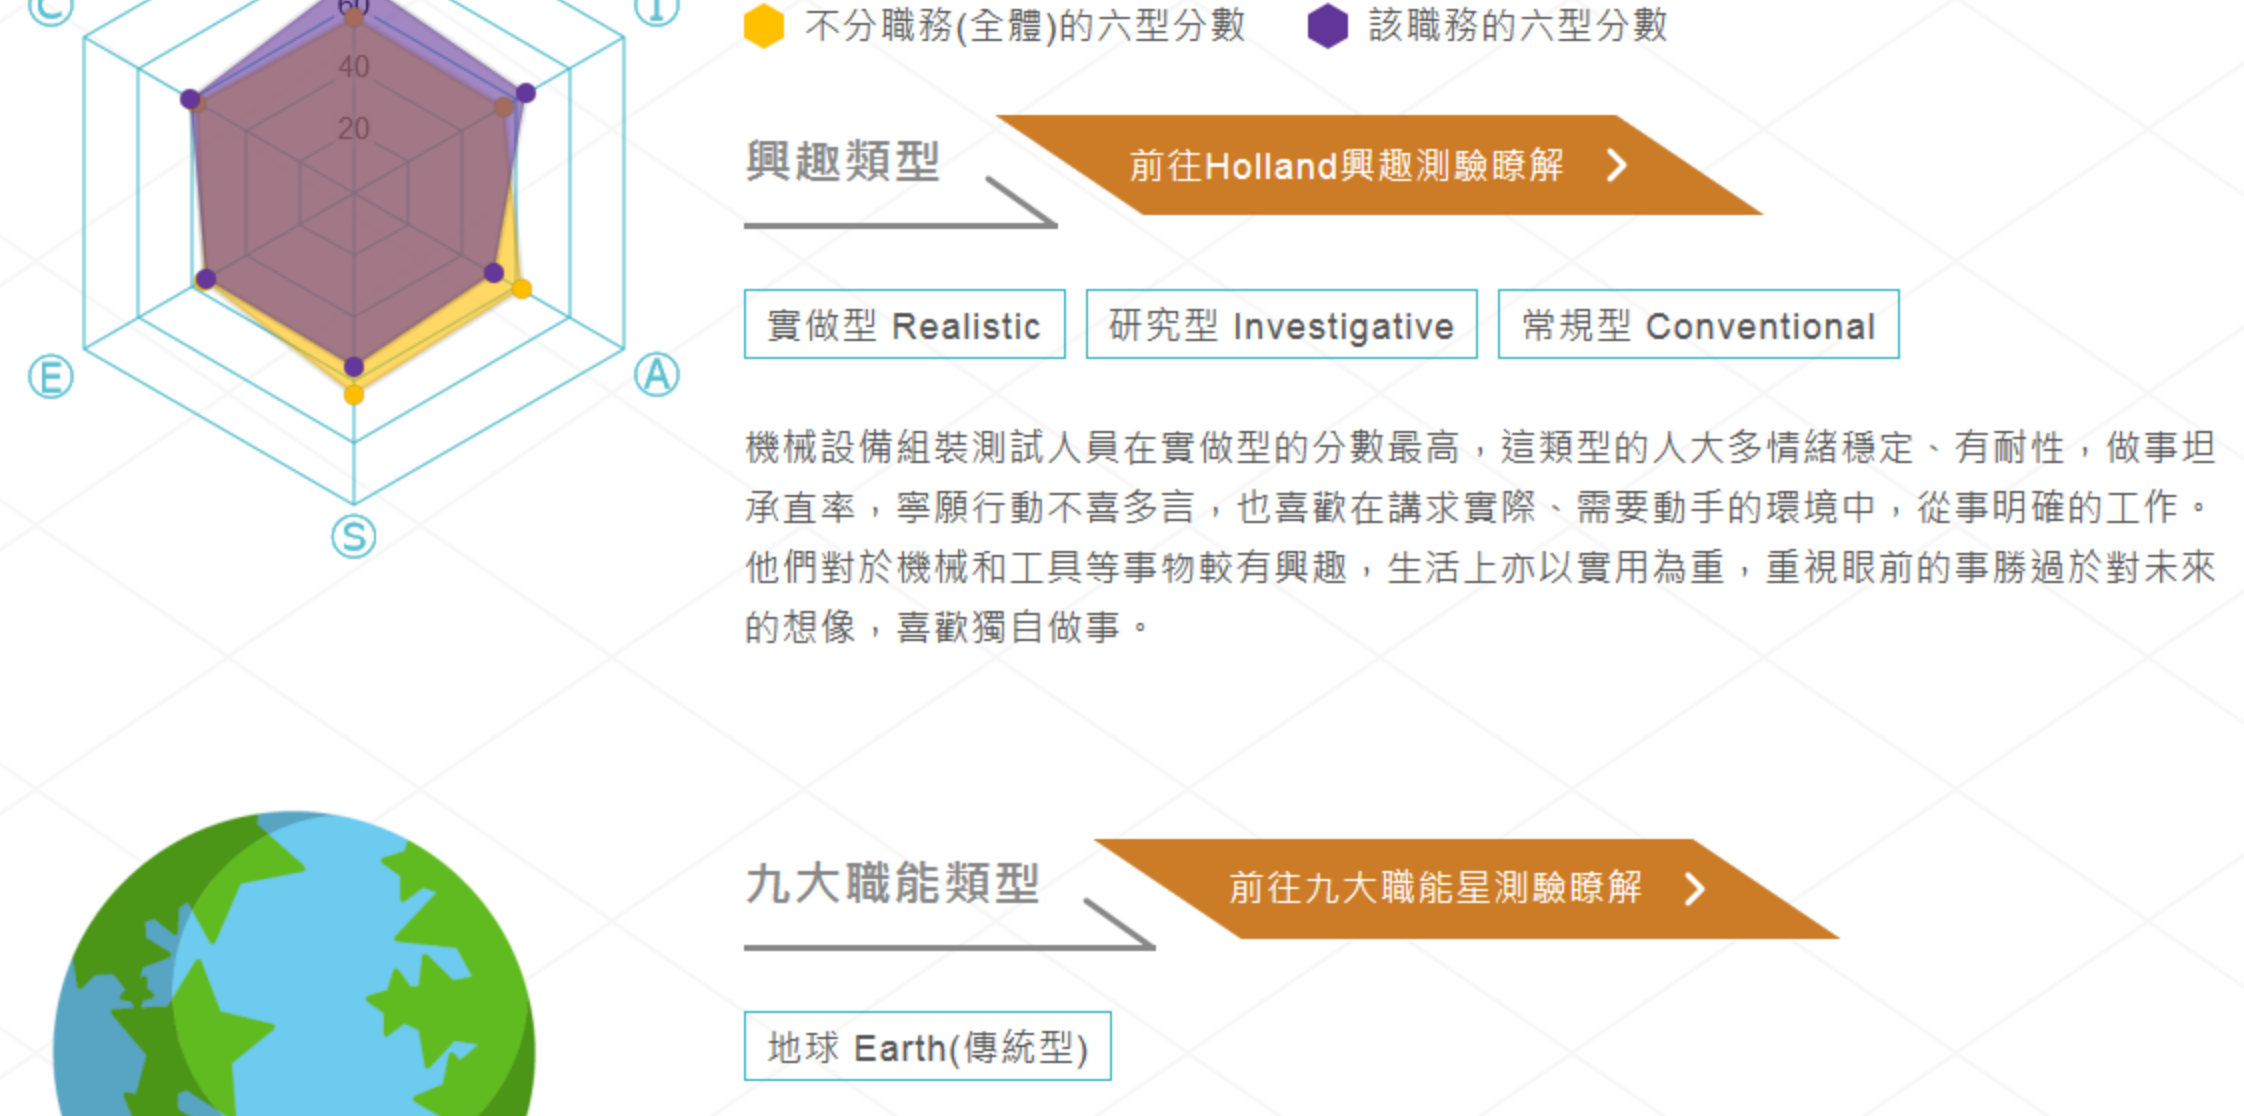 C
I
60
40
20
E
A
S
不分職務(全體)的六型分數
該職務的六型分數
興趣類型
前往Holland興趣測驗瞭解
實做型 Realistic
研究型 Investigative
常規型 Conventional
機械設備組裝測試人員在實做型的分數最高，這類型的人大多情緒穩定、有耐性，做事坦
承直率，寧願行動不喜多言，也喜歡在講求實際、需要動手的環境中，從事明確的工作。
他們對於機械和工具等事物較有興趣，生活上亦以實用為重，重視眼前的事勝過於對未來
的想像，喜歡獨自做事。
九大職能類型
前往九大職能星測驗瞭解
地球 Earth(傳統型)